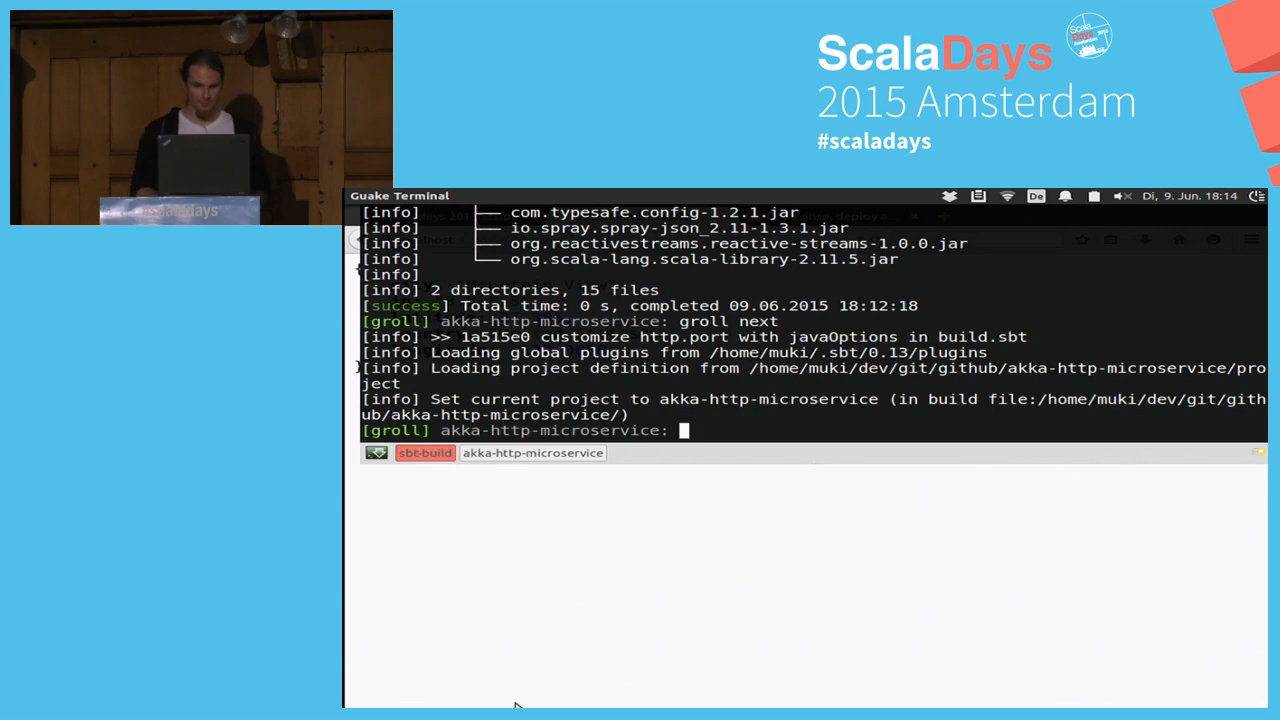 ScalaDays
2015 Amsterdam
#scaladays
#scaladays
Guake Terminal
De
Di, 9. Jun. 18:14
[info] ├── com.typesafe.config-1.2.1.jar
[info] ├── io.spray.spray-json_2.11-1.3.1.jar
[info] ├── org.reactivestreams.reactive-streams-1.0.0.jar
[info] └── org.scala-lang.scala-library-2.11.5.jar
[info]
[info] 2 directories, 15 files
[success] Total time: 0 s, completed 09.06.2015 18:12:18
[groll] akka-http-microservice: groll next
[info] >> 1a515e0 customize http.port with javaOptions in build.sbt
[info] Loading global plugins from /home/muki/.sbt/0.13/plugins
[info] Loading project definition from /home/muki/dev/git/github/akka-http-microservice/pro
ject
[info] Set current project to akka-http-microservice (in build file:/home/muki/dev/git/gith
ub/akka-http-microservice/)
[groll] akka-http-microservice:
sbt-build
akka-http-microservice